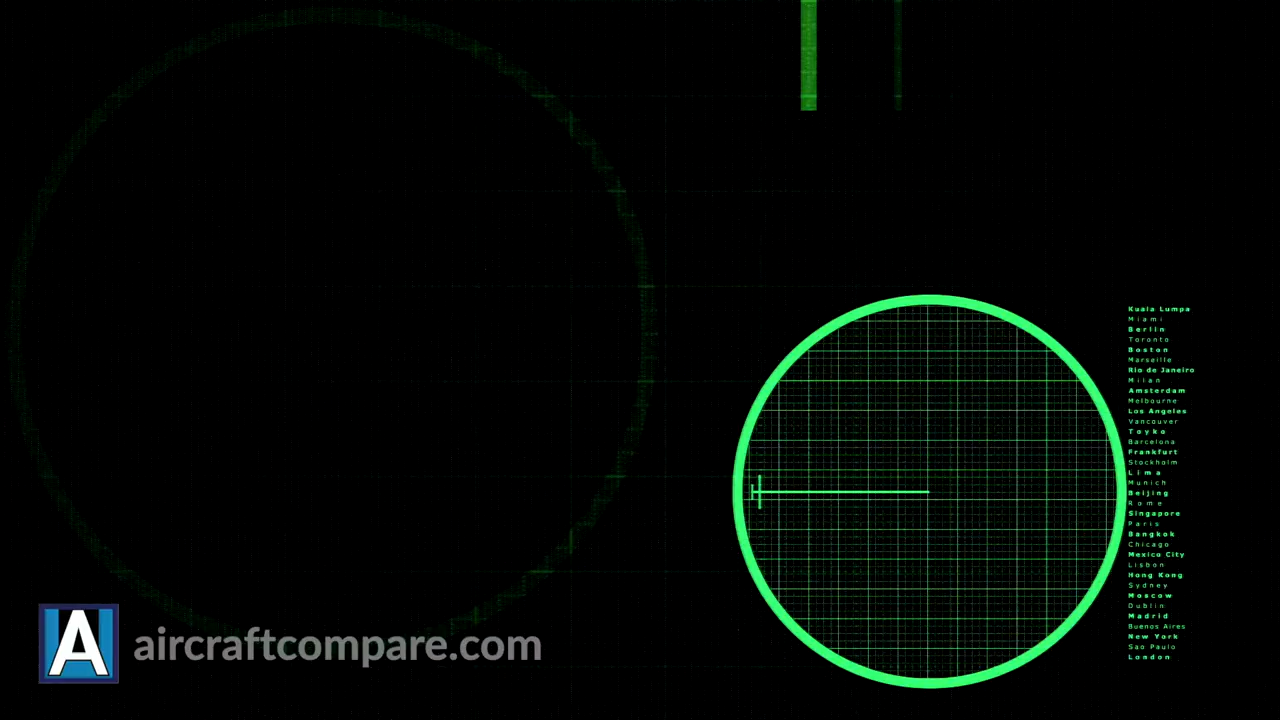 Kuala Lumpa
Miami
Berlin
Toronto
Boston
Marseille
Rio de Janeiro
Milan
Amsterdam
Melbourne
Los Angeles
Vancouver
Toyko
Barcelona
Frankfurt
Stockholm
Lima
Munich
Beijing
Rome
Singapore
Paris
Bangkok
Chicago
Mexico City
Lisbon
Hong Kong
Sydney
Moscow
Dublin
Madrid
Buenos Aires
New York
Sao Paulo
London
A aircraftcompare.com